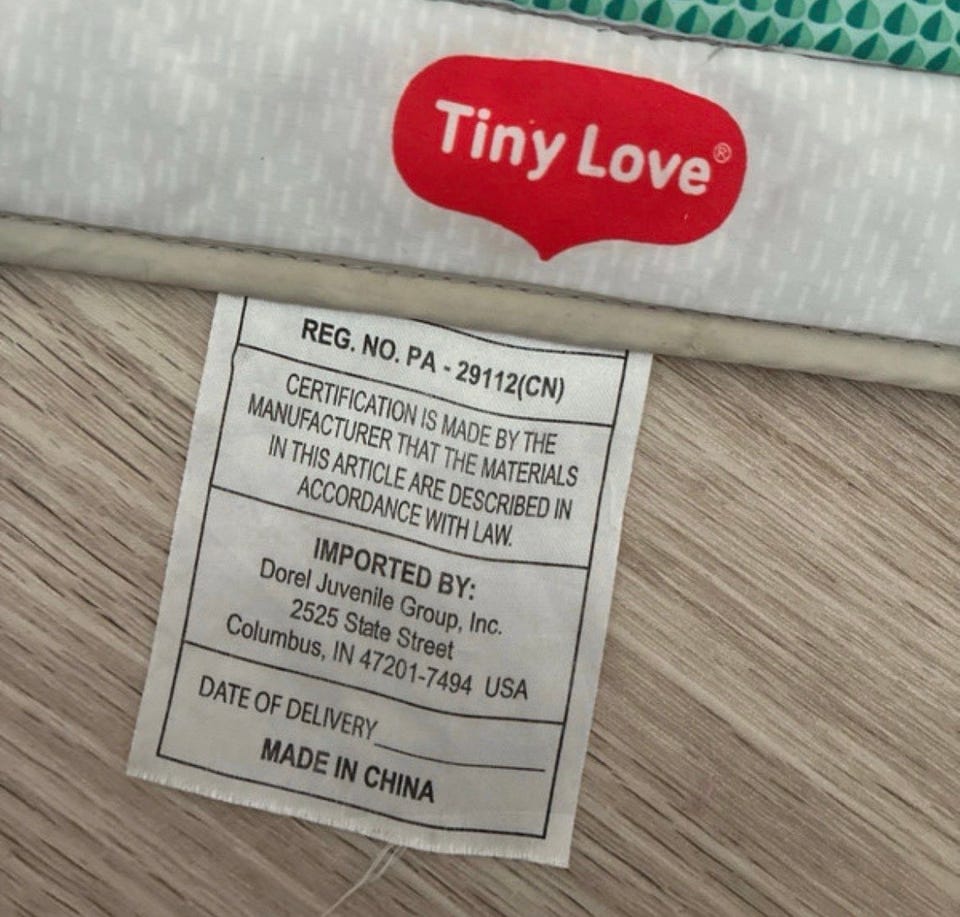 Tiny Love®
REG. NO. PA - 29112(CN)
CERTIFICATION IS MADE BY THE
MANUFACTURER THAT THE MATERIALS
IN THIS ARTICLE ARE DESCRIBED IN
ACCORDANCE WITH LAW.
IMPORTED BY:
Dorel Juvenile Group, Inc.
2525 State Street
Columbus, IN 47201-7494 USA
DATE OF DELIVERY
MADE IN CHINA